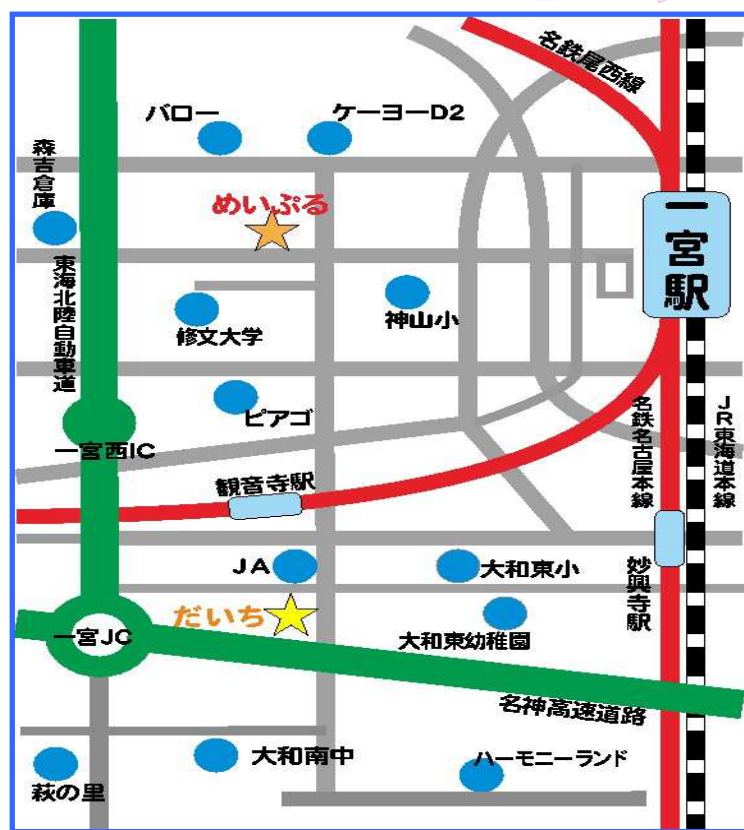 名鉄尾西線
バロー
ケーヨーD2
森吉倉庫
めいぷる
一宮駅
東海北陸自動車道
修文大学
神山小
ピアゴ
一宮西IC
名鉄名古屋本線
JR東海道本線
観音寺駅
JA
大和東小
妙興寺駅
だいち
大和東幼稚園
一宮JC
名神高速道路
大和南中
ハーモニーランド
萩の里